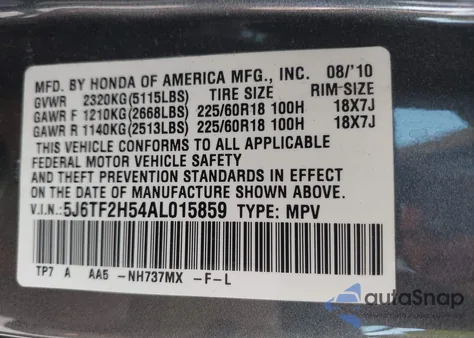 MFD. BY HONDA OF AMERICA MFG., INC. 08/'10
GVWR 2320KG(5115LBS) TIRE SIZE RIM-SIZE
GAWR F 1210KG(2668LBS) 225/60R18 100H 18X7J
GAWR R 1140KG(2513LBS) 225/60R18 100H 18X7J
THIS VEHICLE CONFORMS TO ALL APPLICABLE
FEDERAL MOTOR VEHICLE SAFETY
AND THEFT PREVENTION STANDARDS IN EFFECT
ON THE DATE OF MANUFACTURE SHOWN ABOVE.
V.I.N.: 5J6TF2H54AL015859 TYPE: MPV
TP7 A AA5 -NH737MX -F-L
autoSnap